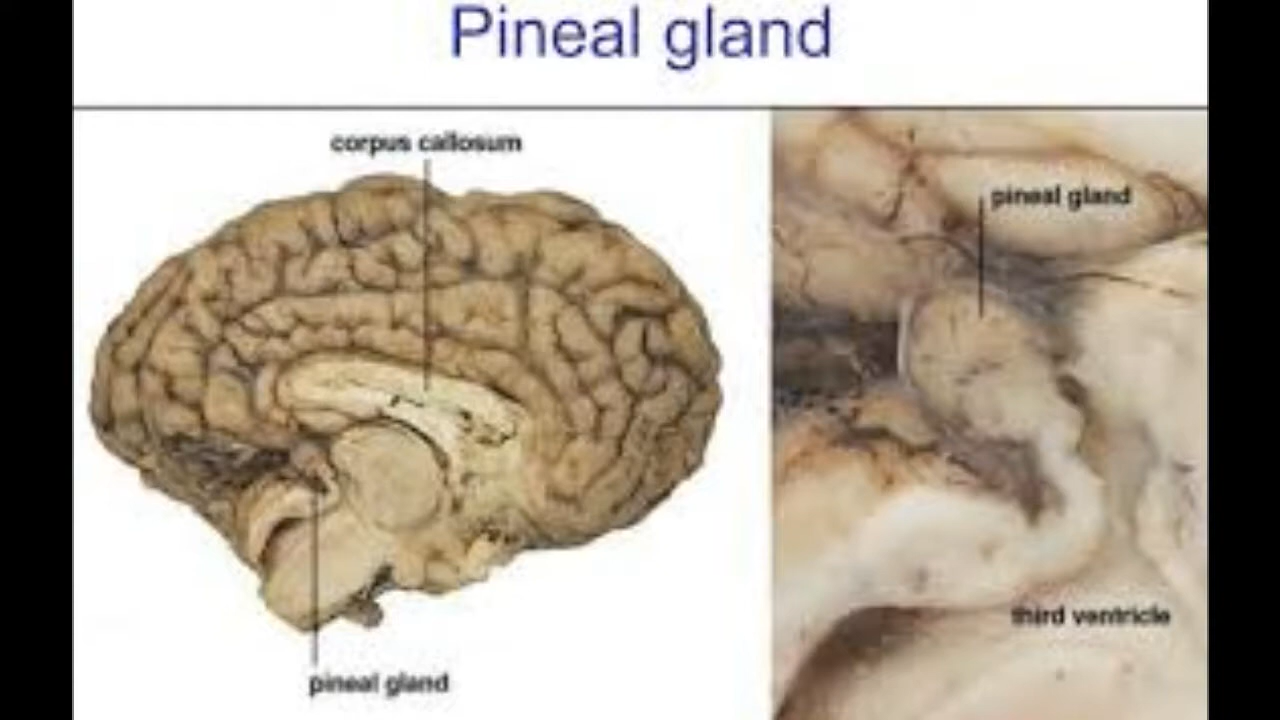 Pineal gland
corpus callosum
pineal gland
pineal gland
third ventricle